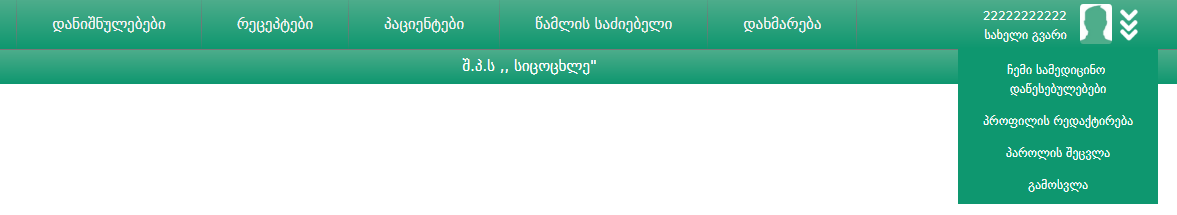 დანიშნულებები
რეცეპტები
პაციენტები
წამლის საძიებელი
დახმარება
22222222222
სახელი გვარი
შ.პ.ს ,, სიცოცხლე"
ჩემი სამედიცინო
დაწესებულებები
პროფილის რედაქტირება
პაროლის შეცვლა
გამოსვლა